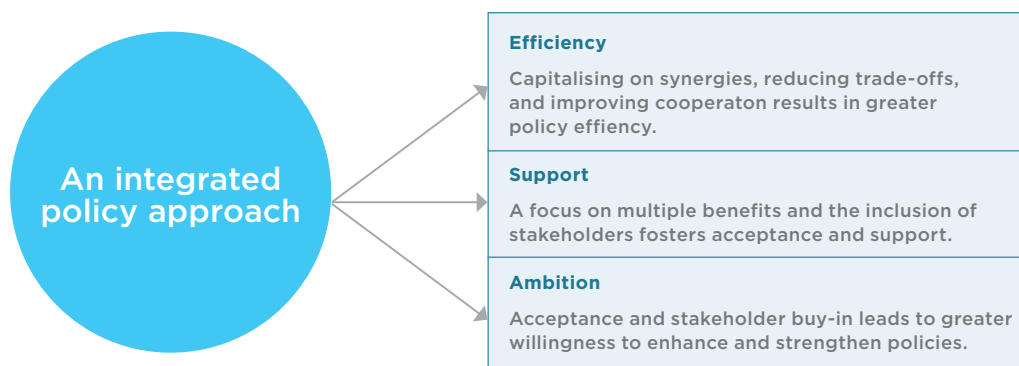 An integrated
policy approach
Efficiency
Capitalising on synergies, reducing trade-offs,
and improving cooperaton results in greater
policy effiency.
Support
A focus on multiple benefits and the inclusion of
stakeholders fosters acceptance and support.
Ambition
Acceptance and stakeholder buy-in leads to greater
willingness to enhance and strengthen policies.